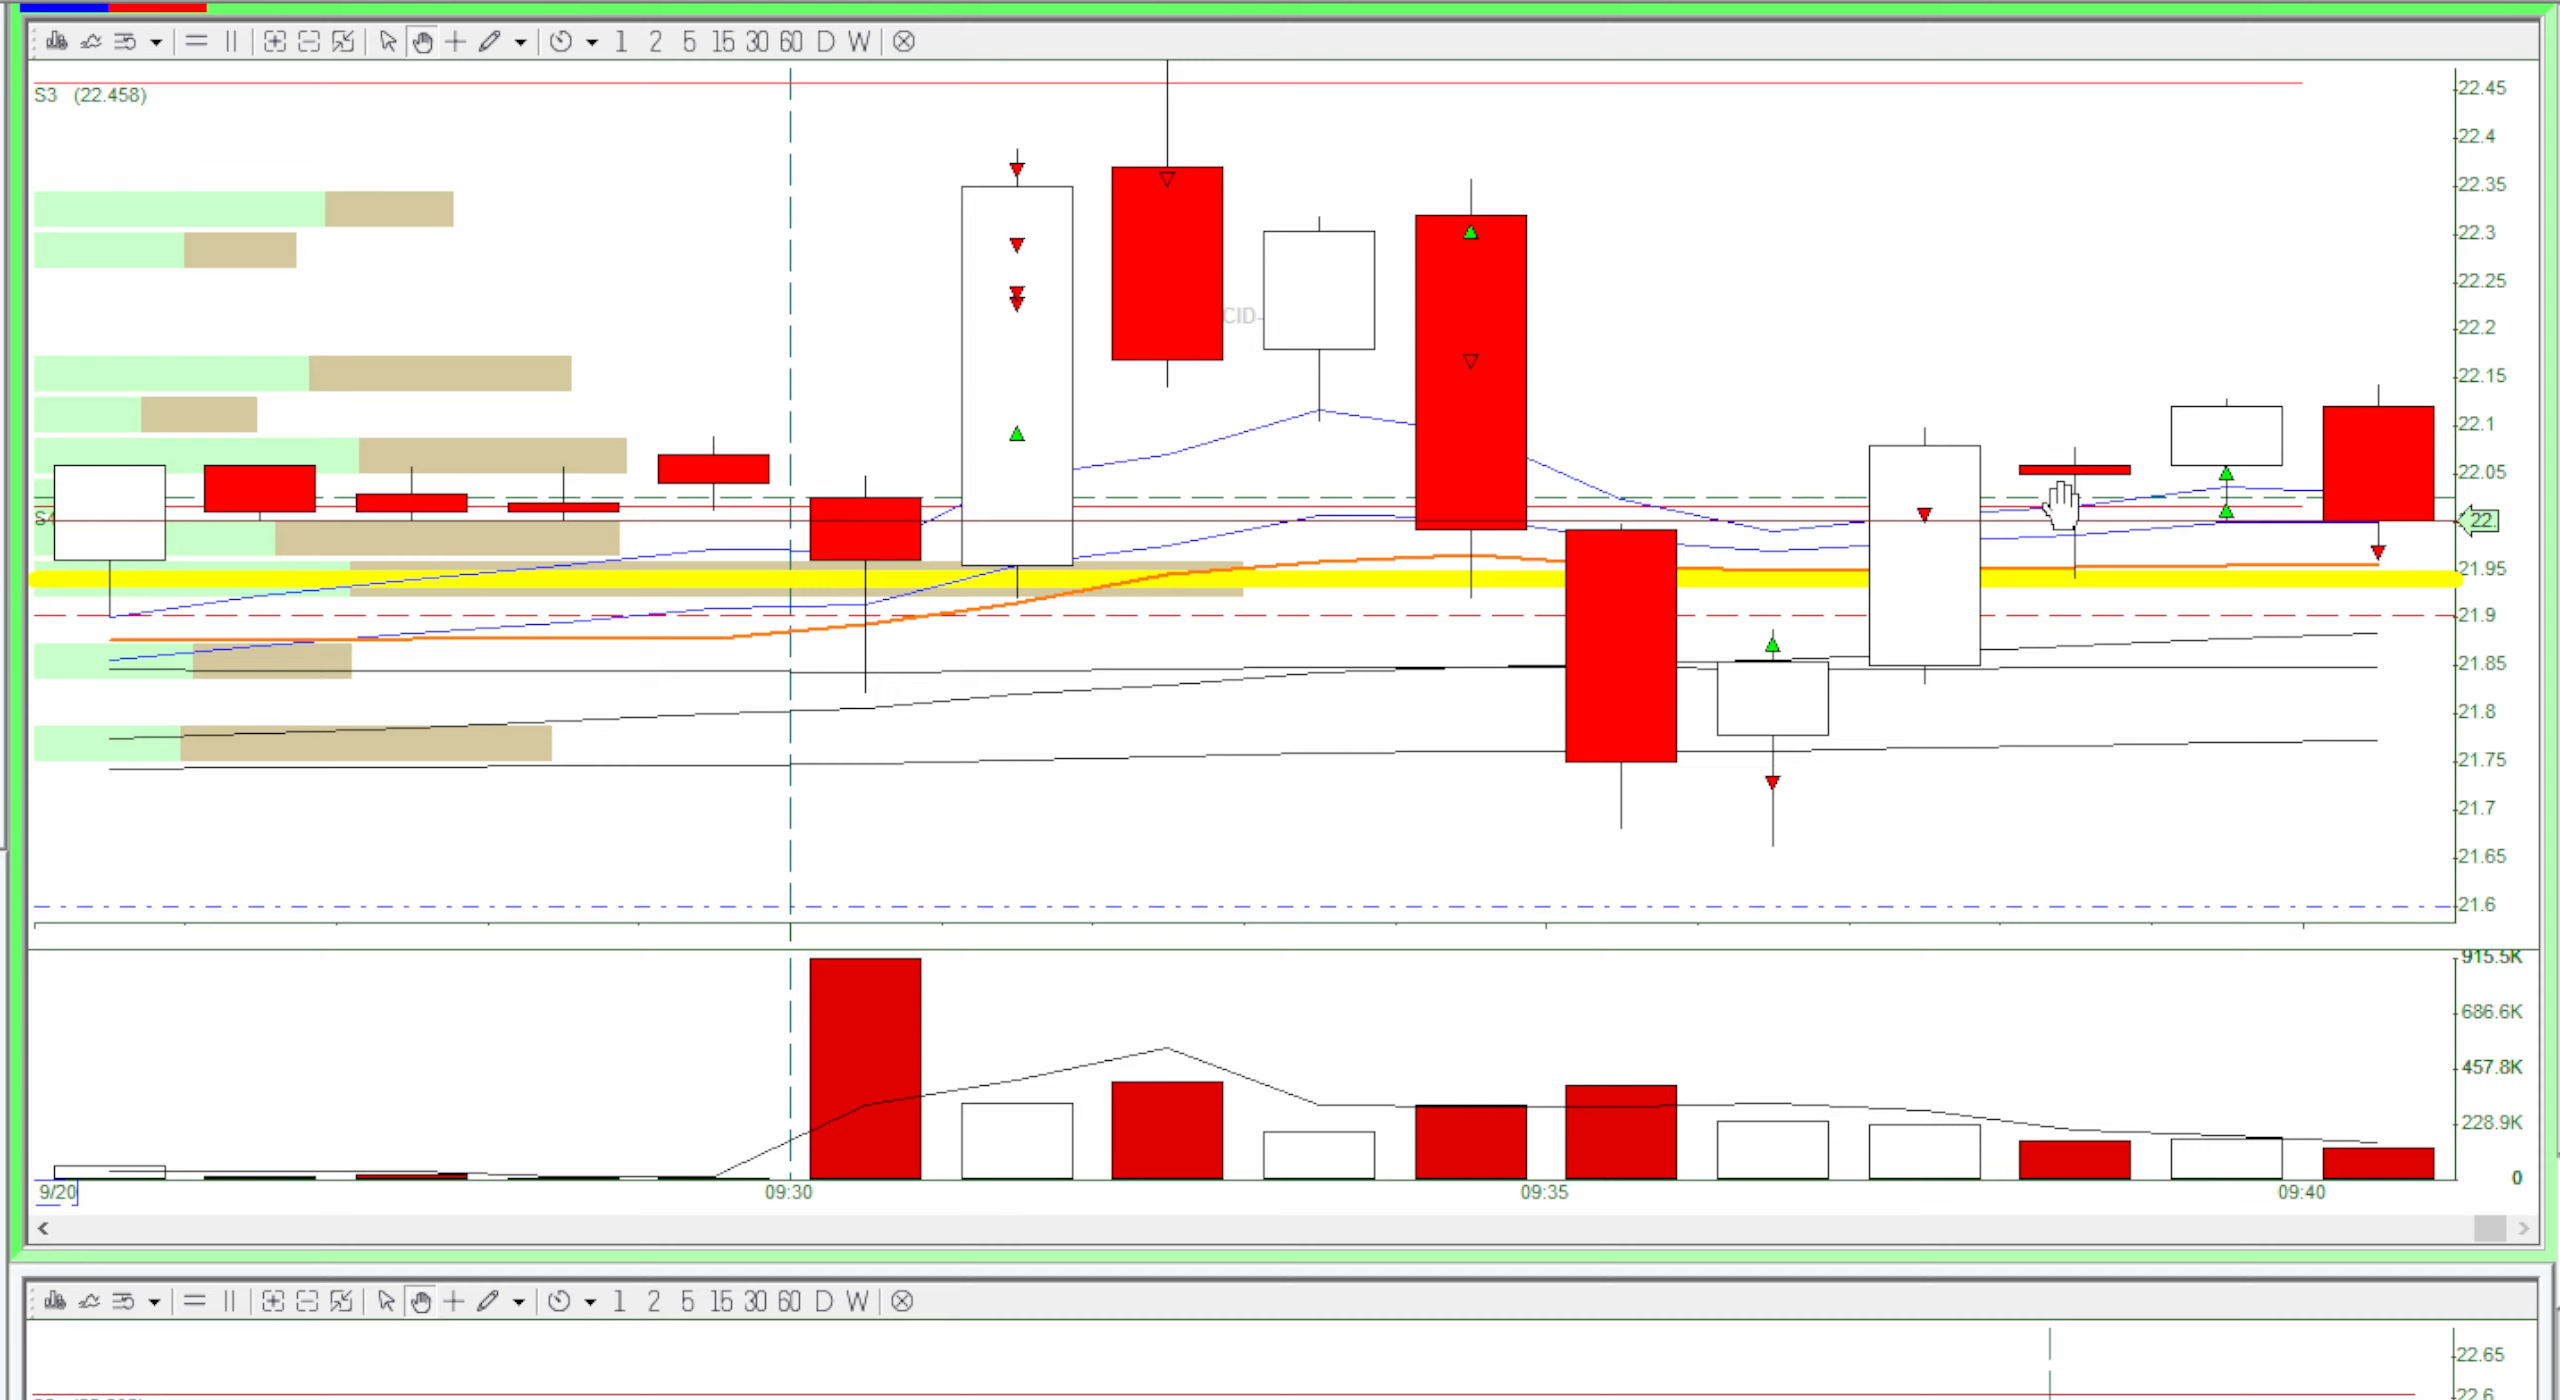 1 2 5 15 30 60 D W
S3 (22.458)
22.45
22.4
22.35
22.3
22.25
CID-
22.2
22.15
22.1
22.05
22.
21.95
21.9
21.85
21.8
21.75
21.7
21.65
21.6
915.5K
686.6K
457.8K
228.9K
0
9/20 09:30 09:35 09:40
1 2 5 15 30 60 D W
22.65
22.6